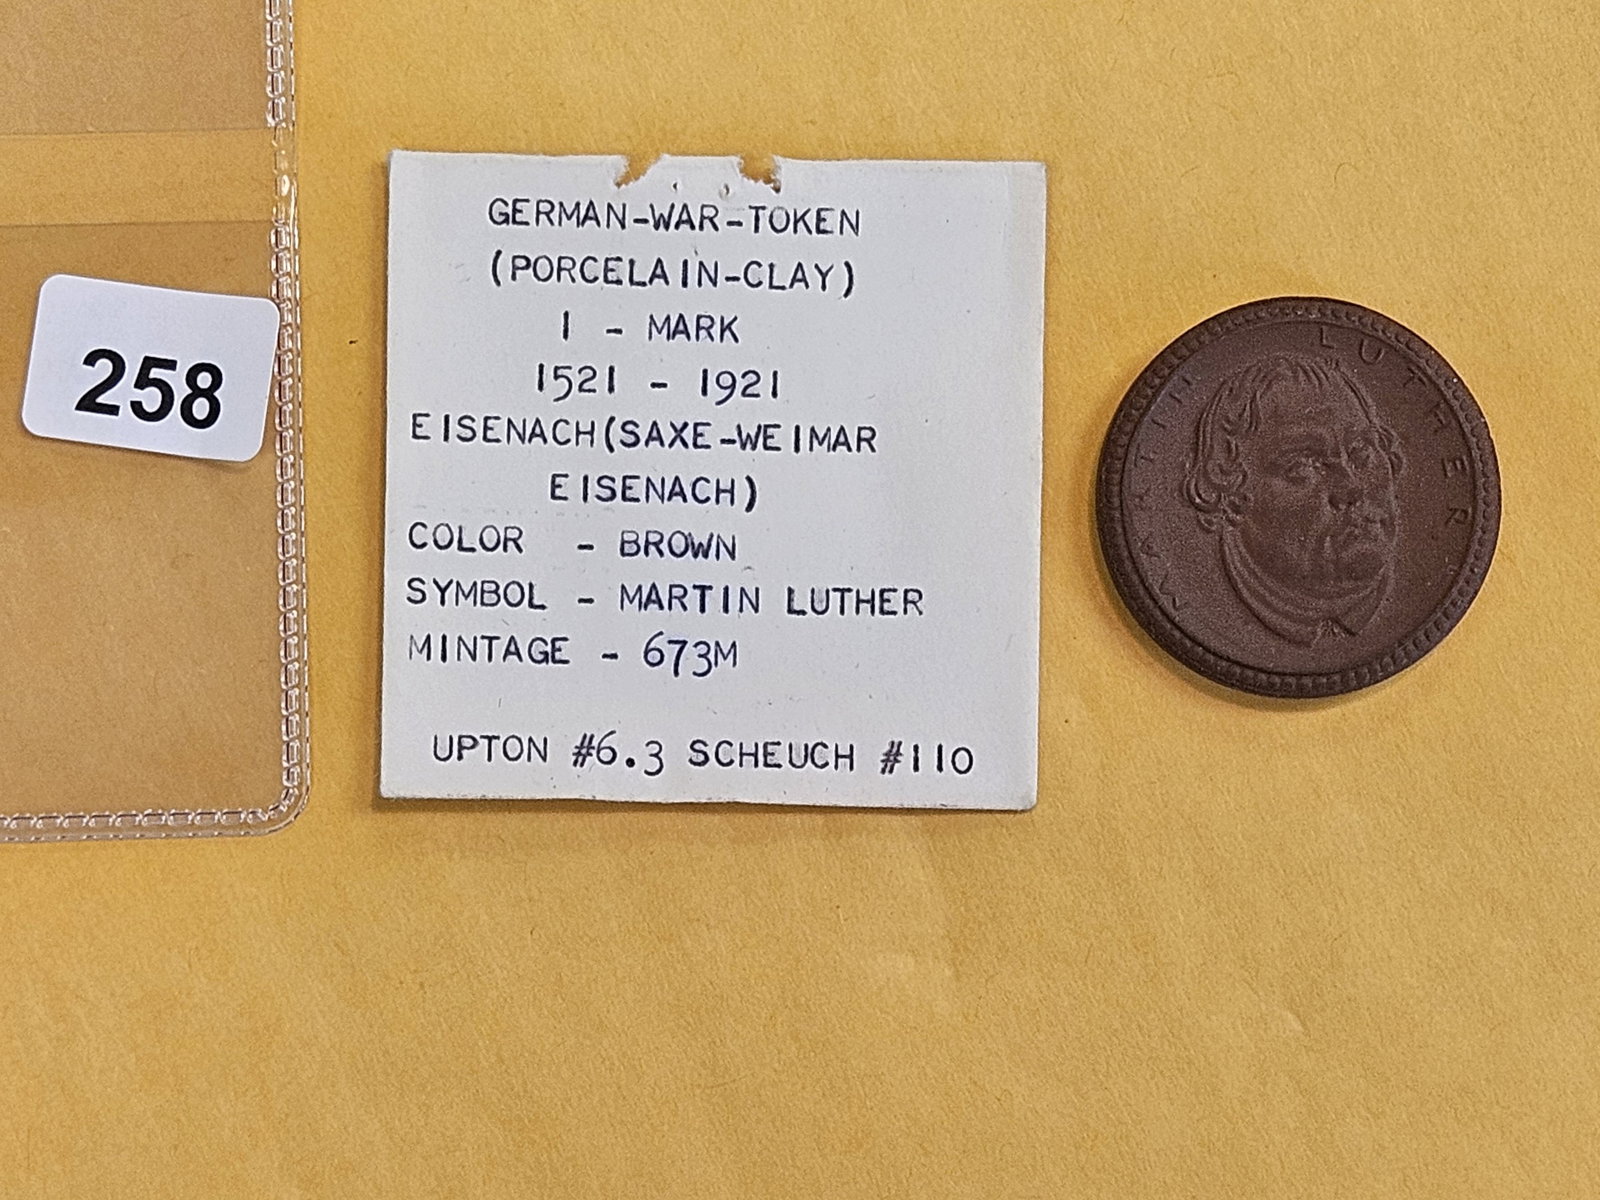 258
GERMAN-WAR-TOKEN
(PORCELAIN-CLAY)
1 - MARK
1521 - 1921
EISENACH(SAXE-WEIMAR
EISENACH)
COLOR - BROWN
SYMBOL - MARTIN LUTHER
MINTAGE - 673M
UPTON #6.3 SCHEUCH #110
MARTIN LUTHER